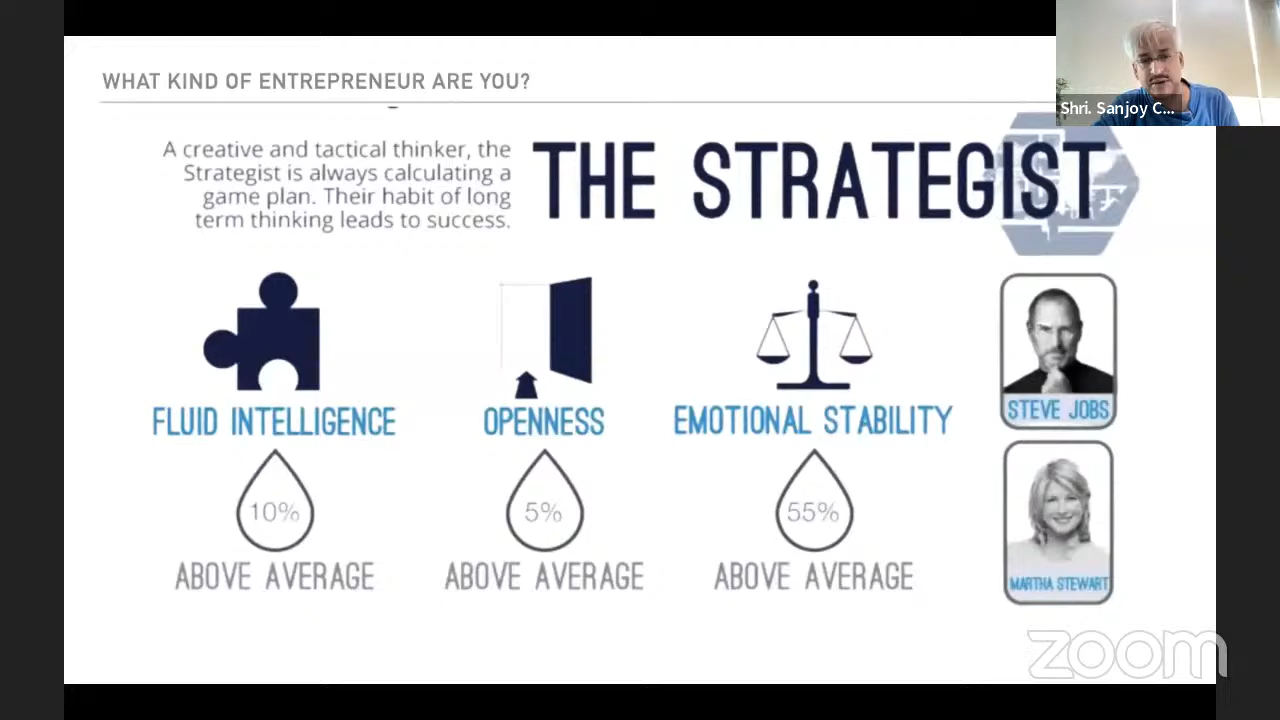 WHAT KIND OF ENTREPRENEUR ARE YOU?
Shri. Sanjoy C...
A creative and tactical thinker, the
Strategist is always calculating a
game plan. Their habit of long
term thinking leads to success.
THE STRATEGIST
FLUID INTELLIGENCE
OPENNESS
EMOTIONAL STABILITY
STEVE JOBS
10%
5%
55%
ABOVE AVERAGE
ABOVE AVERAGE
ABOVE AVERAGE
MARTHA STEWART
zoom